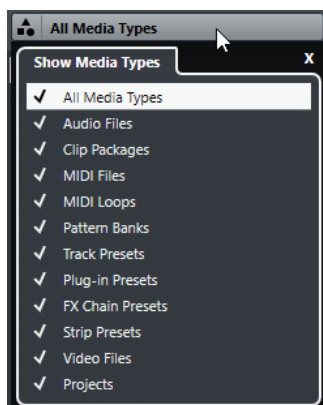 All Media Types
Show Media Types X
All Media Types
Audio Files
Clip Packages
MIDI Files
MIDI Loops
Pattern Banks
Track Presets
Plug-in Presets
FX Chain Presets
Strip Presets
Video Files
Projects